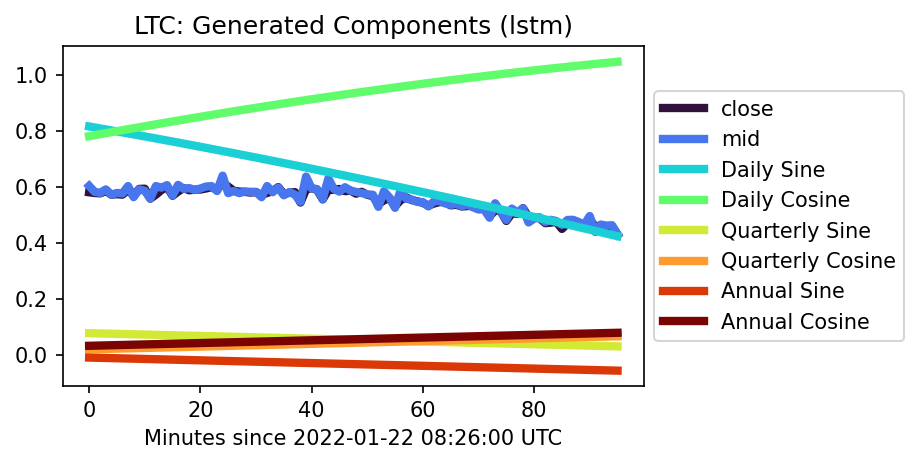 LTC: Generated Components (lstm)
1.0
0.8
0.6
0.4
0.2
0.0
0 20 40 60 80
Minutes since 2022-01-22 08:26:00 UTC
close
mid
Daily Sine
Daily Cosine
Quarterly Sine
Quarterly Cosine
Annual Sine
Annual Cosine